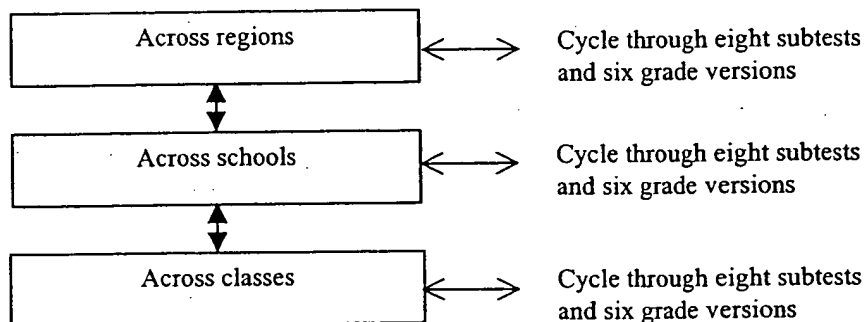 Across regions
Cycle through eight subtests
and six grade versions
Across schools
Cycle through eight subtests
and six grade versions
Across classes
Cycle through eight subtests
and six grade versions